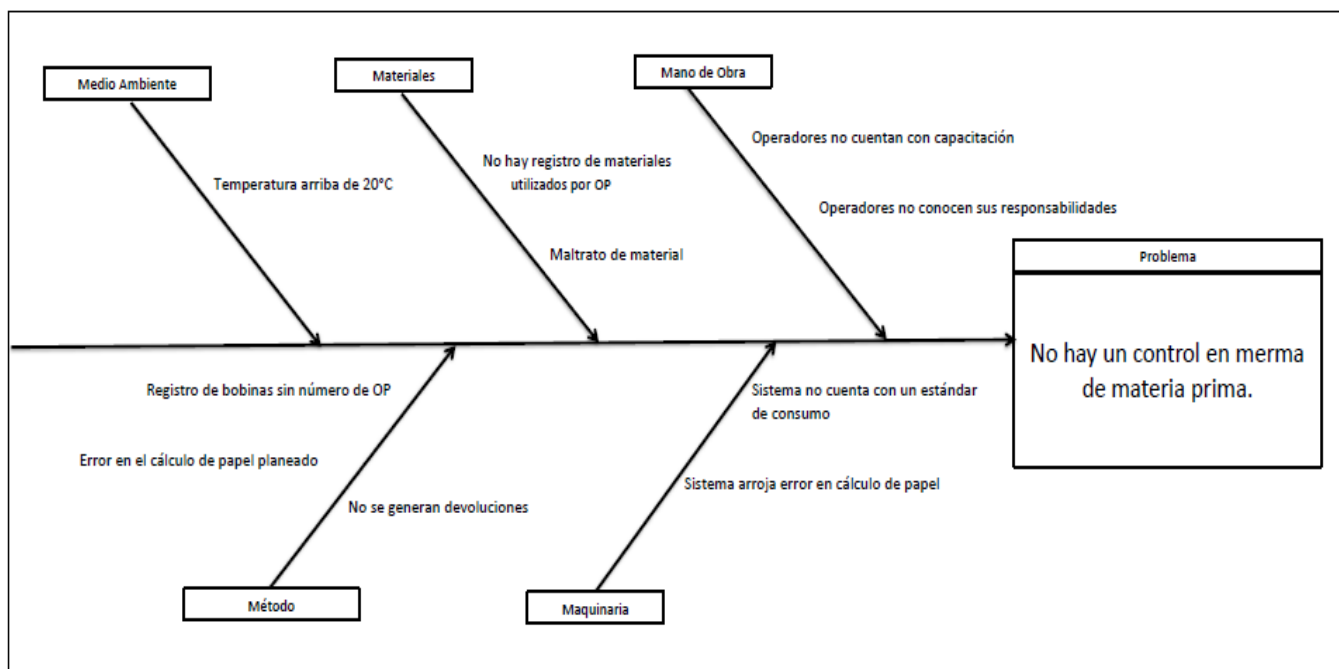 Medio Ambiente
Materiales
Mano de Obra
Temperatura arriba de 20°C
No hay registro de materiales
utilizados por OP
Maltrato de material
Operadores no cuentan con capacitación
Operadores no conocen sus responsabilidades
Problema
No hay un control en merma
de materia prima.
Registro de bobinas sin número de OP
Error en el cálculo de papel planeado
No se generan devoluciones
Sistema no cuenta con un estándar
de consumo
Sistema arroja error en cálculo de papel
Método
Maquinaria